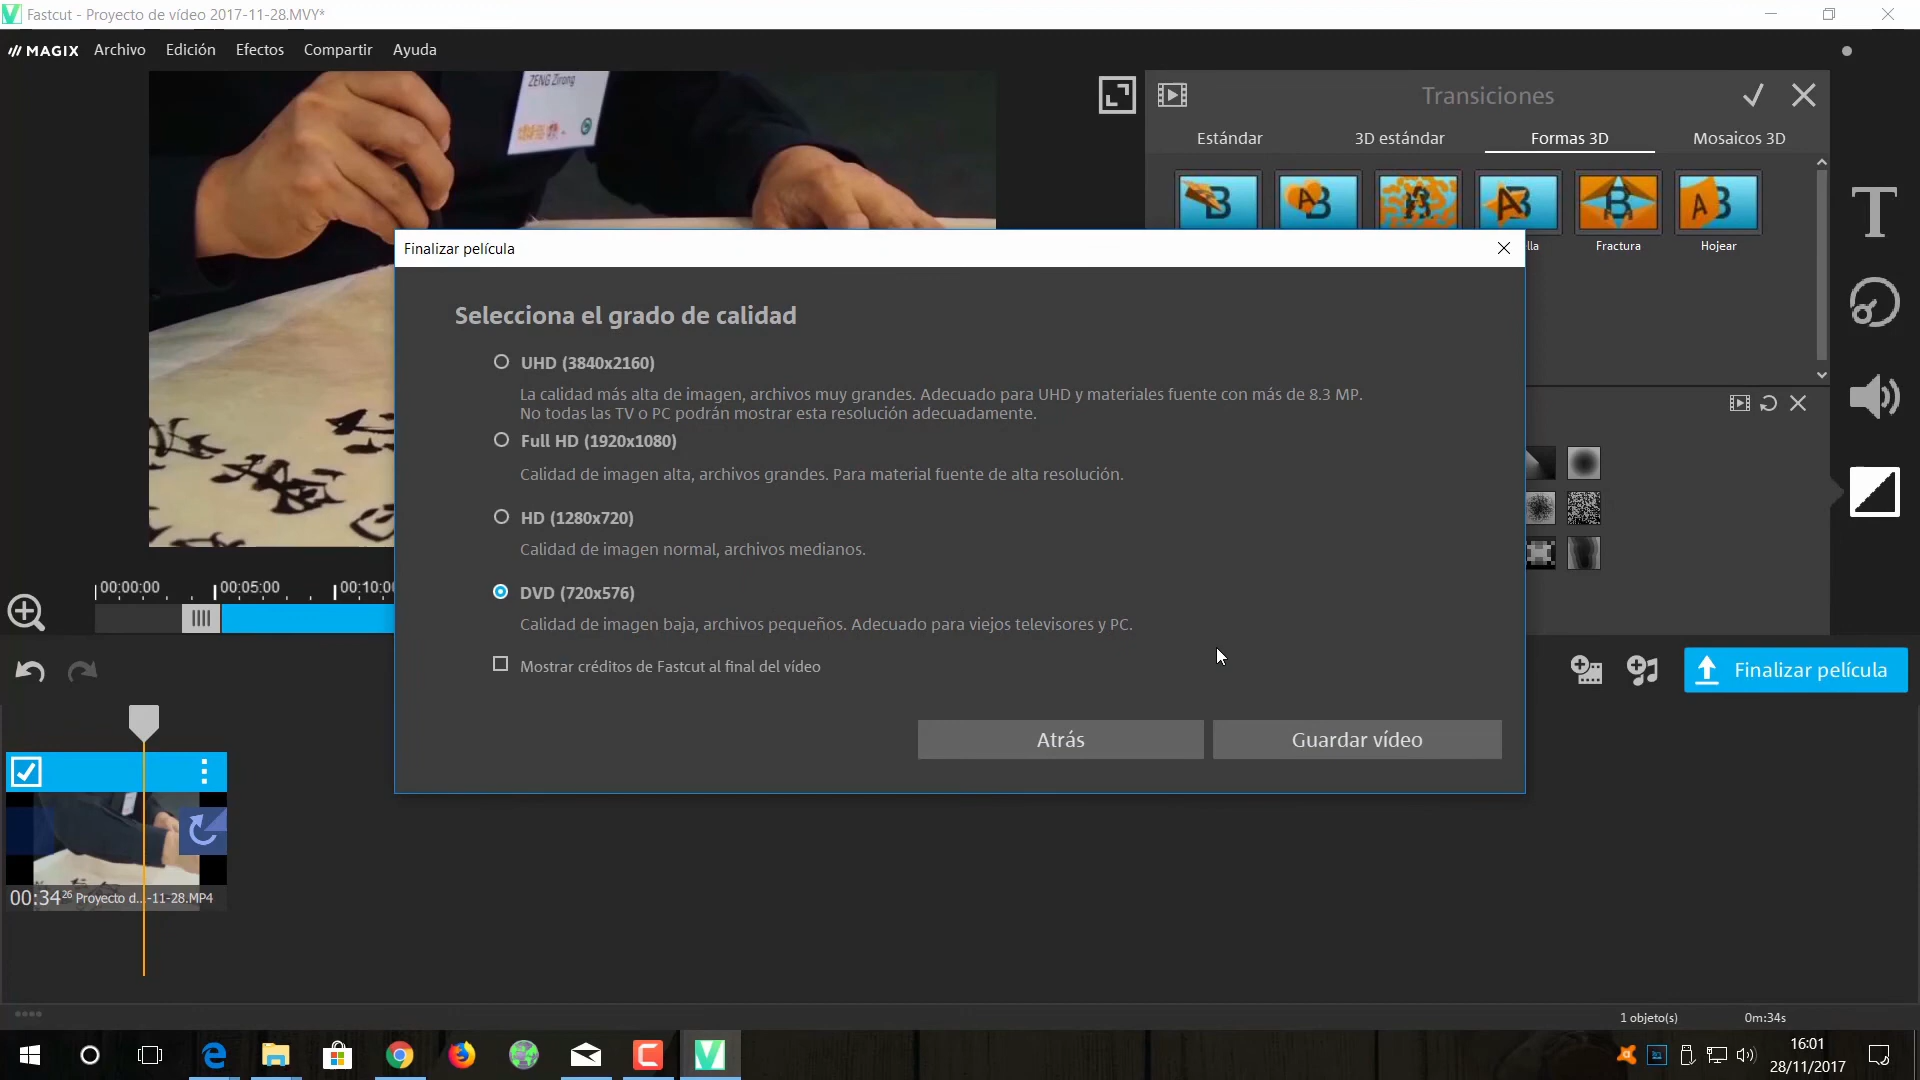 Fastcut - Proyecto de vídeo 2017-11-28.MVY*
MAGIX Archivo Edición Efectos Compartir Ayuda
ZENG Zirong
Transiciones
Estándar 3D estándar Formas 3D Mosaicos 3D
Fractura Hojear
Finalizar película
Selecciona el grado de calidad
UHD (3840x2160)
La calidad más alta de imagen, archivos muy grandes. Adecuado para UHD y materiales fuente con más de 8.3 MP.
No todas las TV o PC podrán mostrar esta resolución adecuadamente.
Full HD (1920x1080)
Calidad de imagen alta, archivos grandes. Para material fuente de alta resolución.
HD (1280x720)
Calidad de imagen normal, archivos medianos.
DVD (720x576)
Calidad de imagen baja, archivos pequeños. Adecuado para viejos televisores y PC.
Mostrar créditos de Fastcut al final del vídeo
Atrás Guardar vídeo
00:00:00 00:05:00
Finalizar película
00:34 26 Proyecto d...-11-28.MP4
1 objeto(s) 0m:34s
16:01
28/11/2017